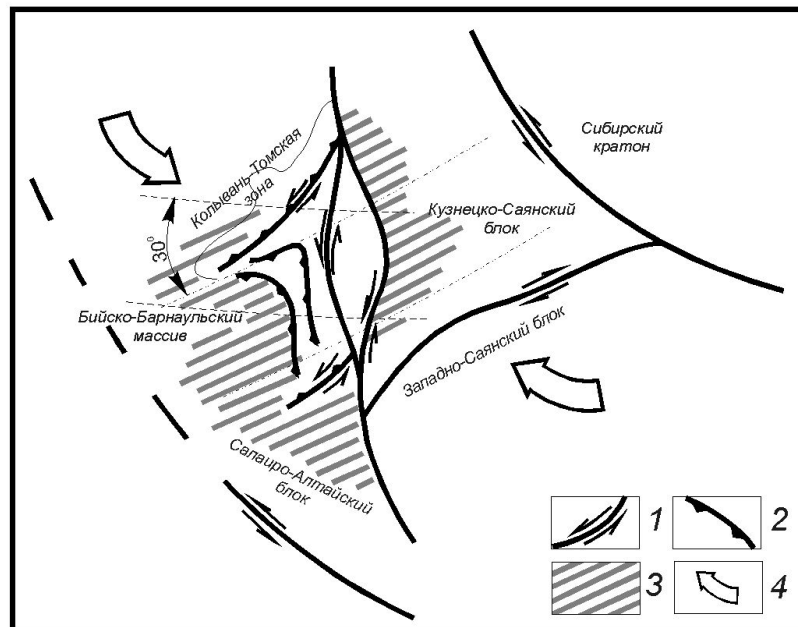 Сибирский
кратон
Колывань-Томская
зона
Кузнецко-Саянский
блок
30⁰
Бийско-Барнаульский
массив
Западно-Саянский блок
Салаиро-Алтайский
блок
1
2
3
4